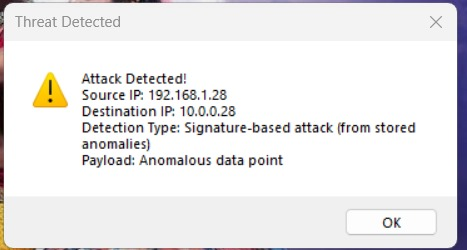 Threat Detected
Attack Detected!
Source IP: 192.168.1.28
Destination IP: 10.0.0.28
Detection Type: Signature-based attack (from stored
anomalies)
Payload: Anomalous data point
OK